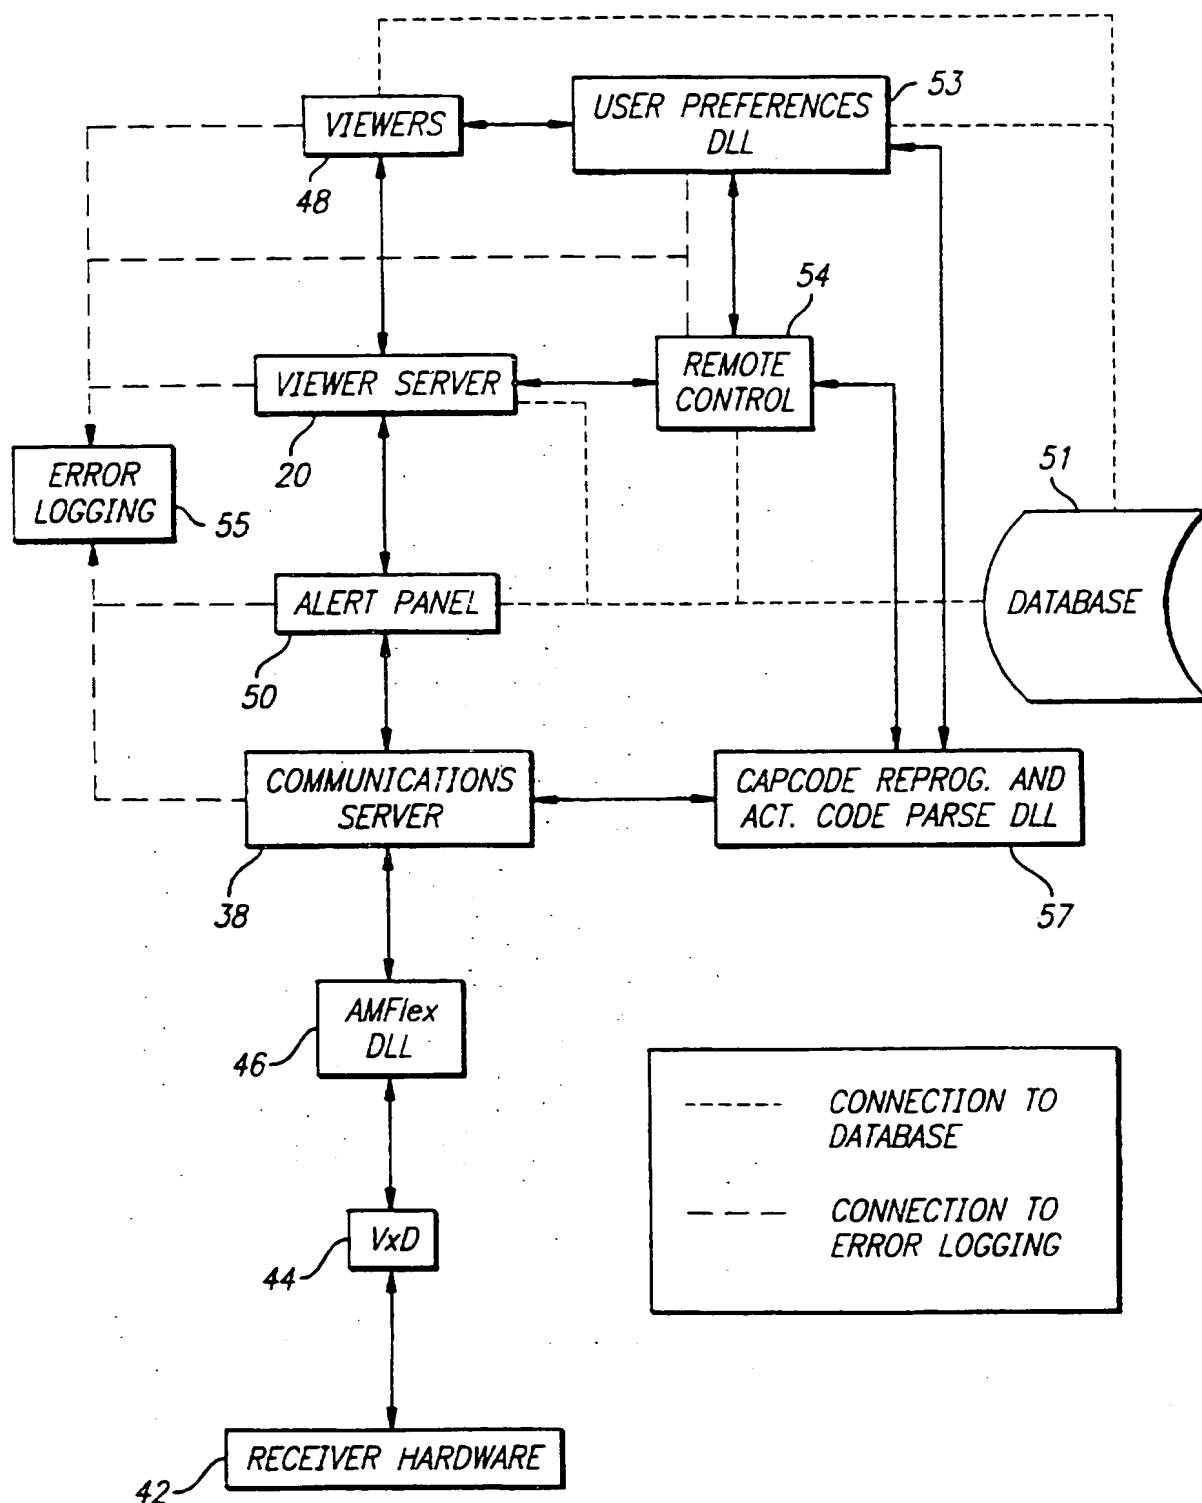 53
VIEWERS
USER PREFERENCES
DLL
48
54
REMOTE
CONTROL
VIEWER SERVER
20
ERROR
LOGGING
55
51
DATABASE
ALERT PANEL
50
COMMUNICATIONS
SERVER
38
CAPCODE REPROG. AND
ACT. CODE PARSE DLL
57
AMFlex
DLL
46
CONNECTION TO
DATABASE
CONNECTION TO
ERROR LOGGING
VxD
44
RECEIVER HARDWARE
42